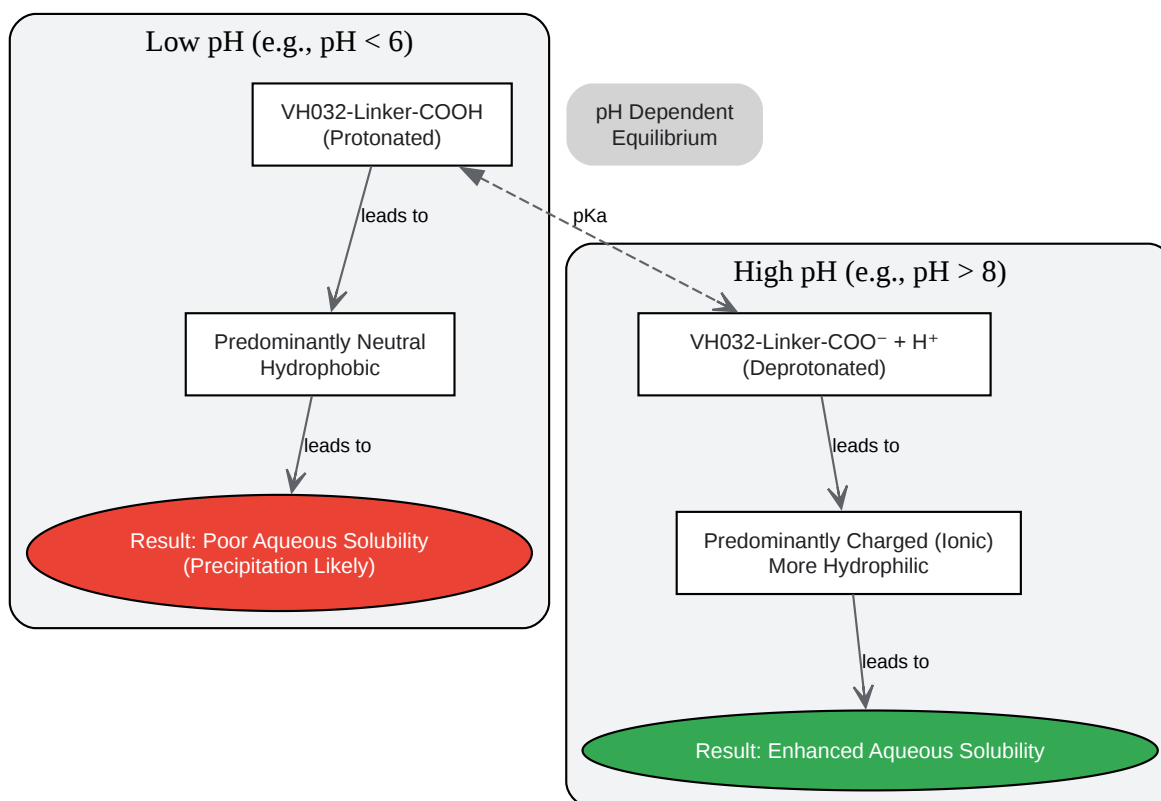 Low pH (e.g., pH < 6)
VH032-Linker-COOH
(Protonated)
pH Dependent
Equilibrium
leads to
pKa
Predominantly Neutral
Hydrophobic
leads to
Result: Poor Aqueous Solubility
(Precipitation Likely)
High pH (e.g., pH > 8)
VH032-Linker-COO⁻ + H⁺
(Deprotonated)
leads to
Predominantly Charged (Ionic)
More Hydrophilic
leads to
Result: Enhanced Aqueous Solubility